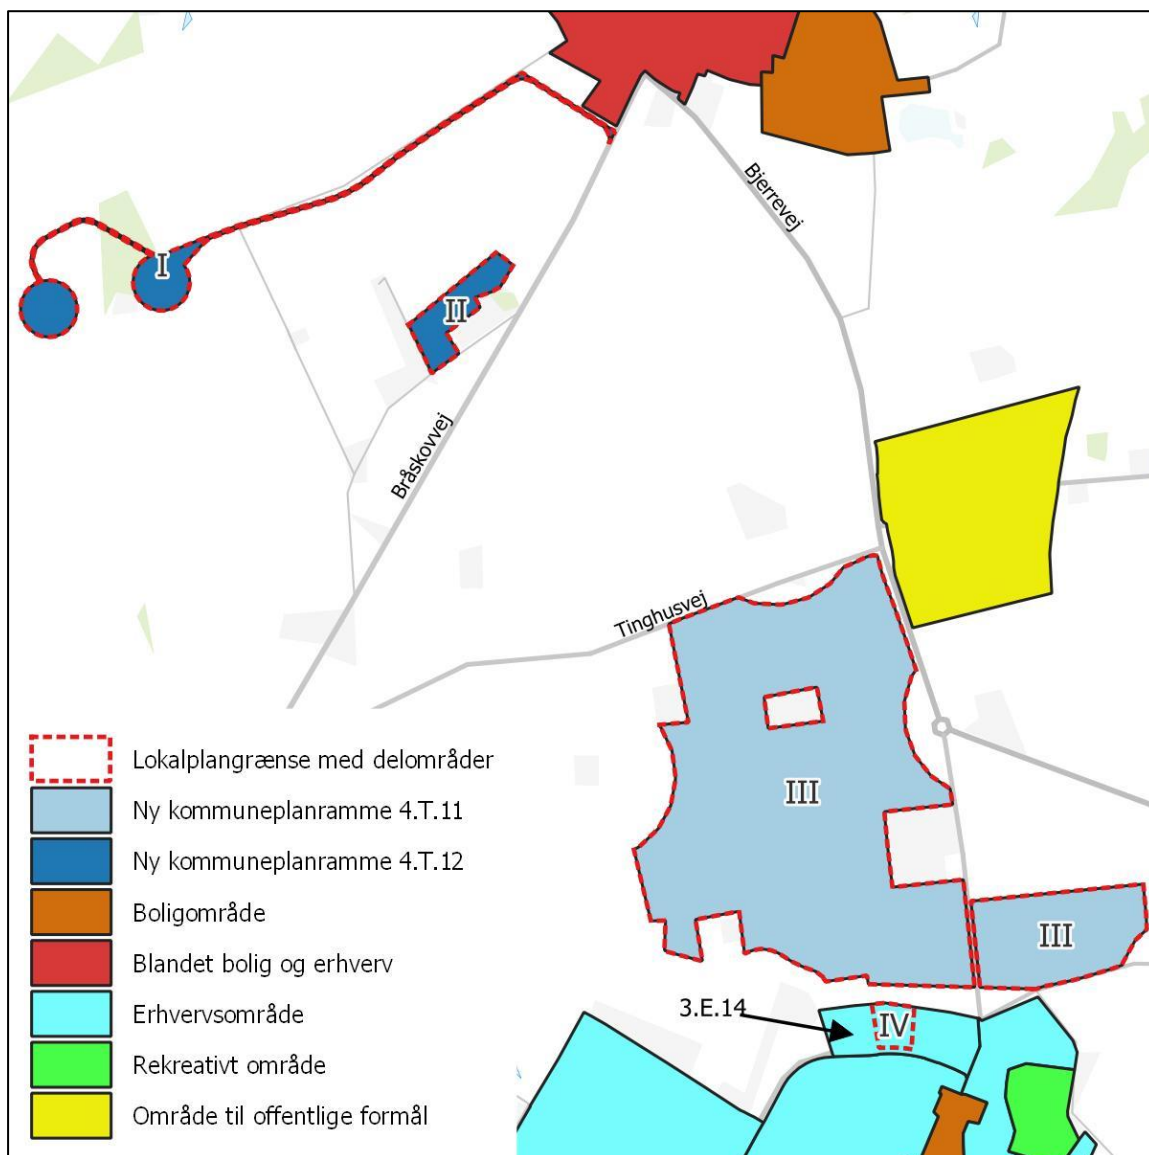 Bjerrevej
I
II
Bråskovvej
Tinghusvej
III
III
3.E.14
IV
Lokalplangrænse med delområder
Ny kommuneplanramme 4.T.11
Ny kommuneplanramme 4.T.12
Boligområde
Blandet bolig og erhverv
Erhvervsområde
Rekreativt område
Område til offentlige formål